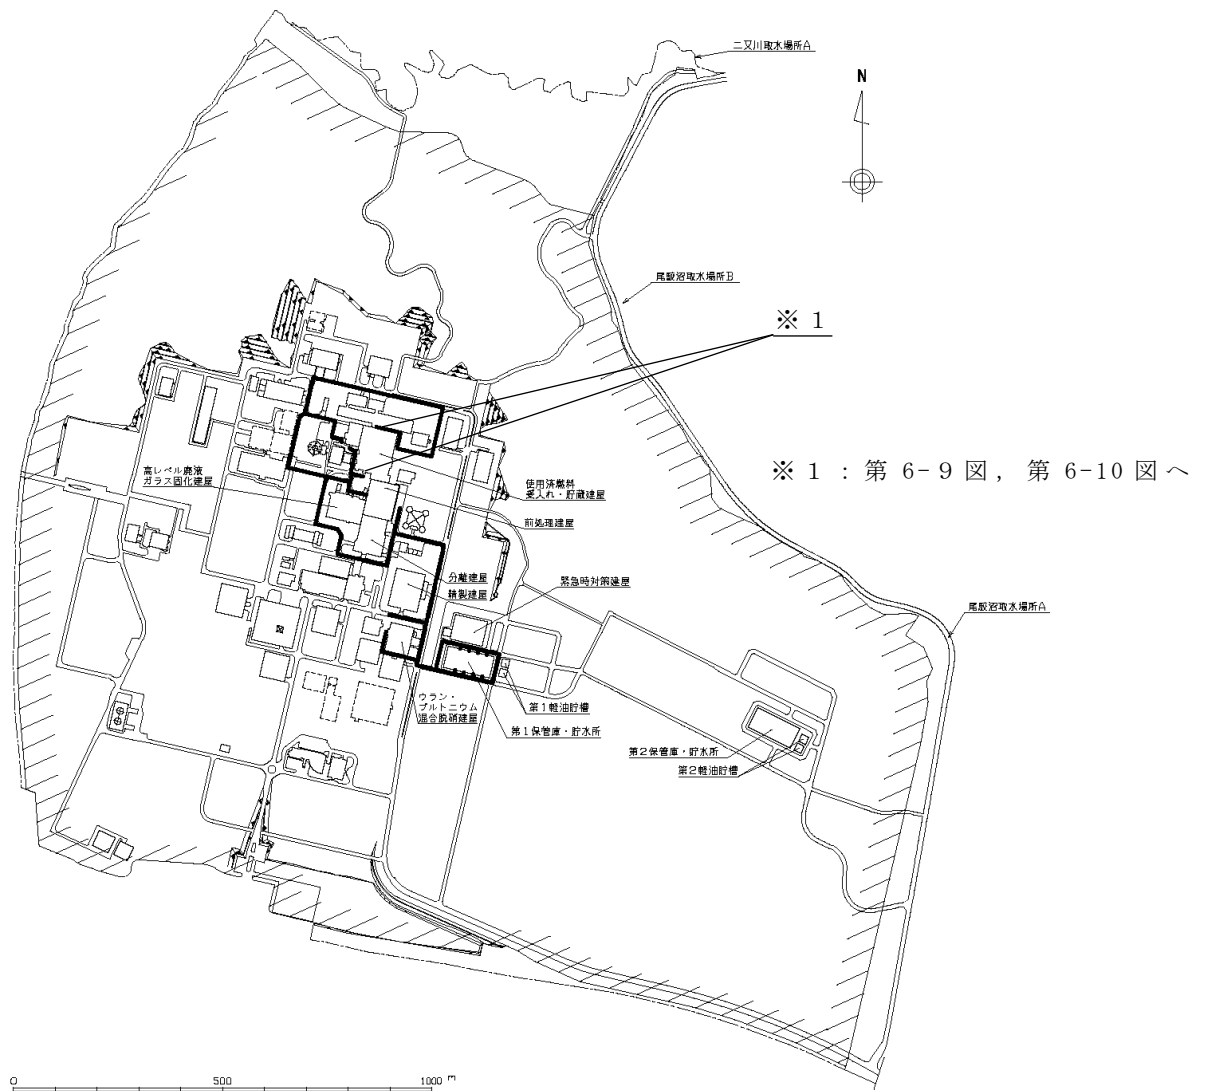 二又川取水場所A
N
尾駮沼取水場所B
※1
※1：第6-9図，第6-10図へ
高レベル廃液
ガラス固化建屋
使用済燃料
受入れ・貯蔵建屋
前処理建屋
分離建屋
精製建屋
緊急時対策建屋
尾駮沼取水場所A
ウラン・
プルトニウム
混合脱硝建屋
第1軽油貯槽
第1保管庫・貯水所
第2保管庫・貯水所
第2軽油貯槽
0 500 1000 m